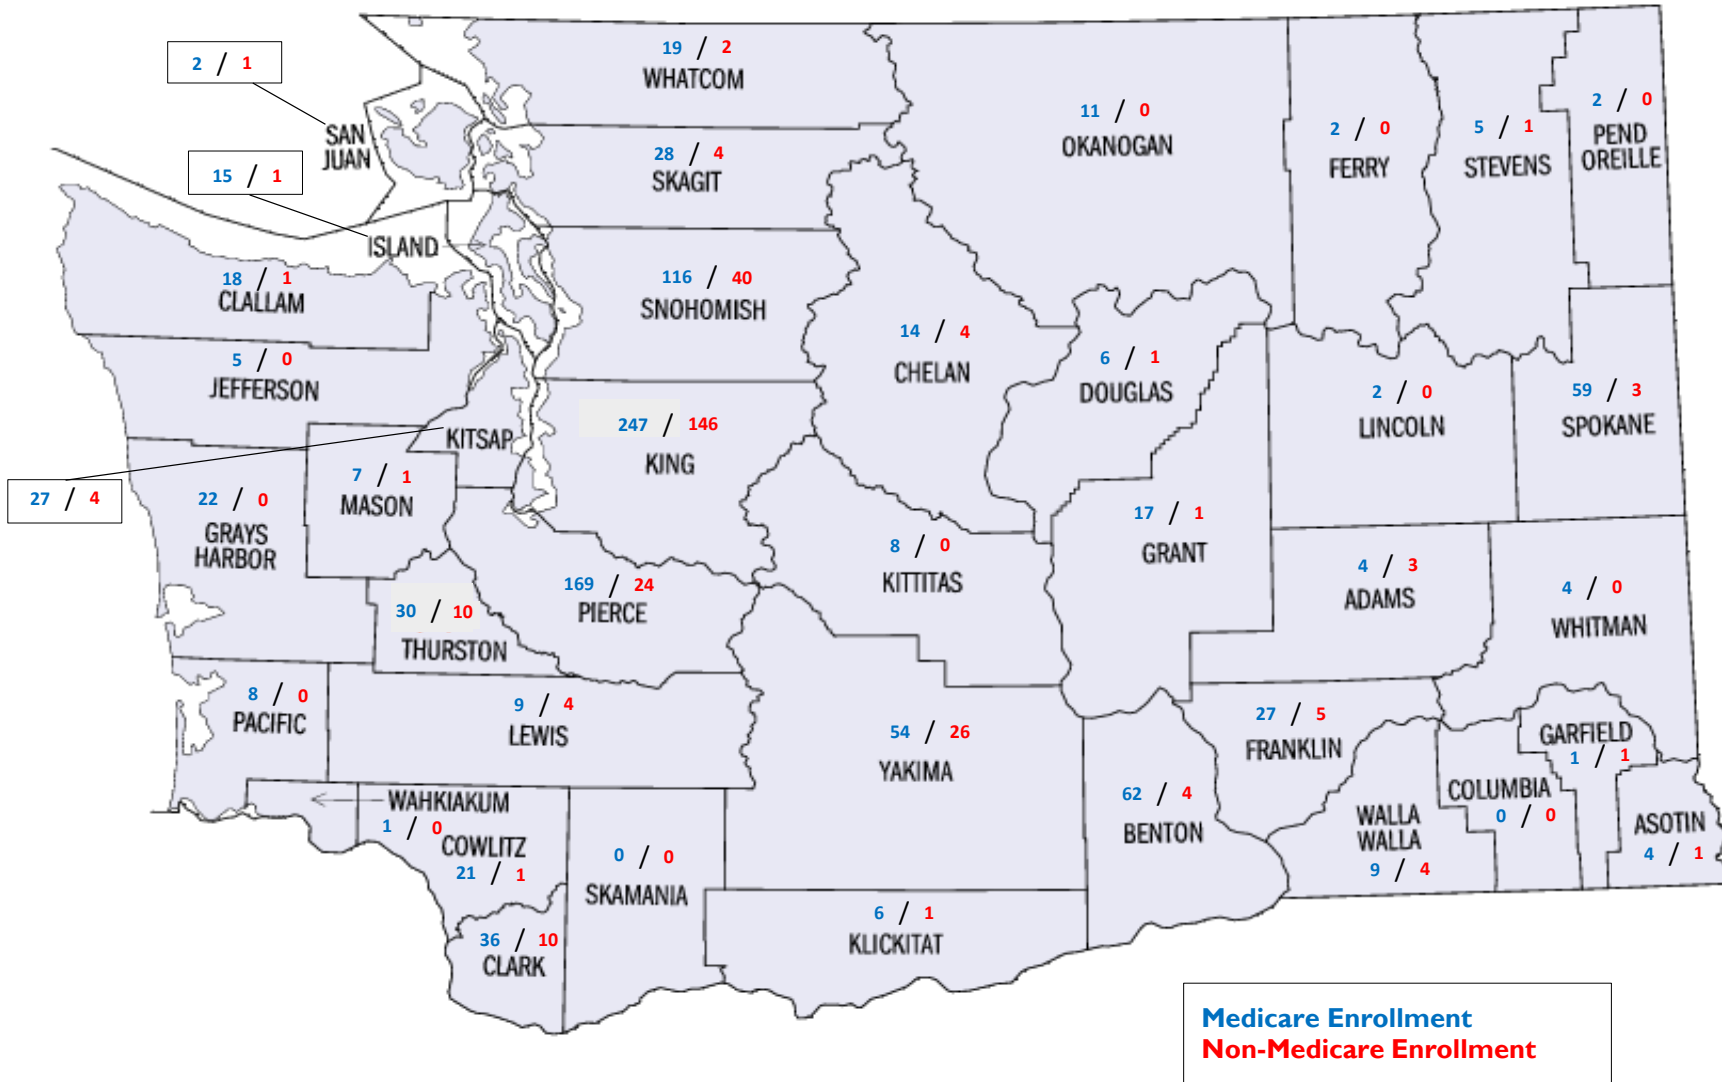 19 / 2
WHATCOM
2 / 1
SAN
JUAN
11 / 0
OKANOGAN
2 / 0
FERRY
5 / 1
STEVENS
2 / 0
PEND
OREILLE
28 / 4
SKAGIT
15 / 1
ISLAND
18 / 1
CLALLAM
116 / 40
SNOHOMISH
14 / 4
CHELAN
6 / 1
DOUGLAS
5 / 0
JEFFERSON
2 / 0
LINCOLN
59 / 3
SPOKANE
247 / 146
KING
KITSAP
27 / 4
7 / 1
MASON
22 / 0
GRAYS
HARBOR
17 / 1
GRANT
8 / 0
KITTITAS
4 / 3
ADAMS
4 / 0
WHITMAN
169 / 24
PIERCE
30 / 10
THURSTON
8 / 0
PACIFIC
9 / 4
LEWIS
54 / 26
YAKIMA
27 / 5
FRANKLIN
GARFIELD
1 / 1
62 / 4
BENTON
COLUMBIA
0 / 0
WALLA
WALLA
9 / 4
ASOTIN
4 / 1
WAHKIAKUM
1 / 0
COWLITZ
21 / 1
0 / 0
SKAMANIA
6 / 1
KLICKITAT
36 / 10
CLARK
Medicare Enrollment
Non-Medicare Enrollment